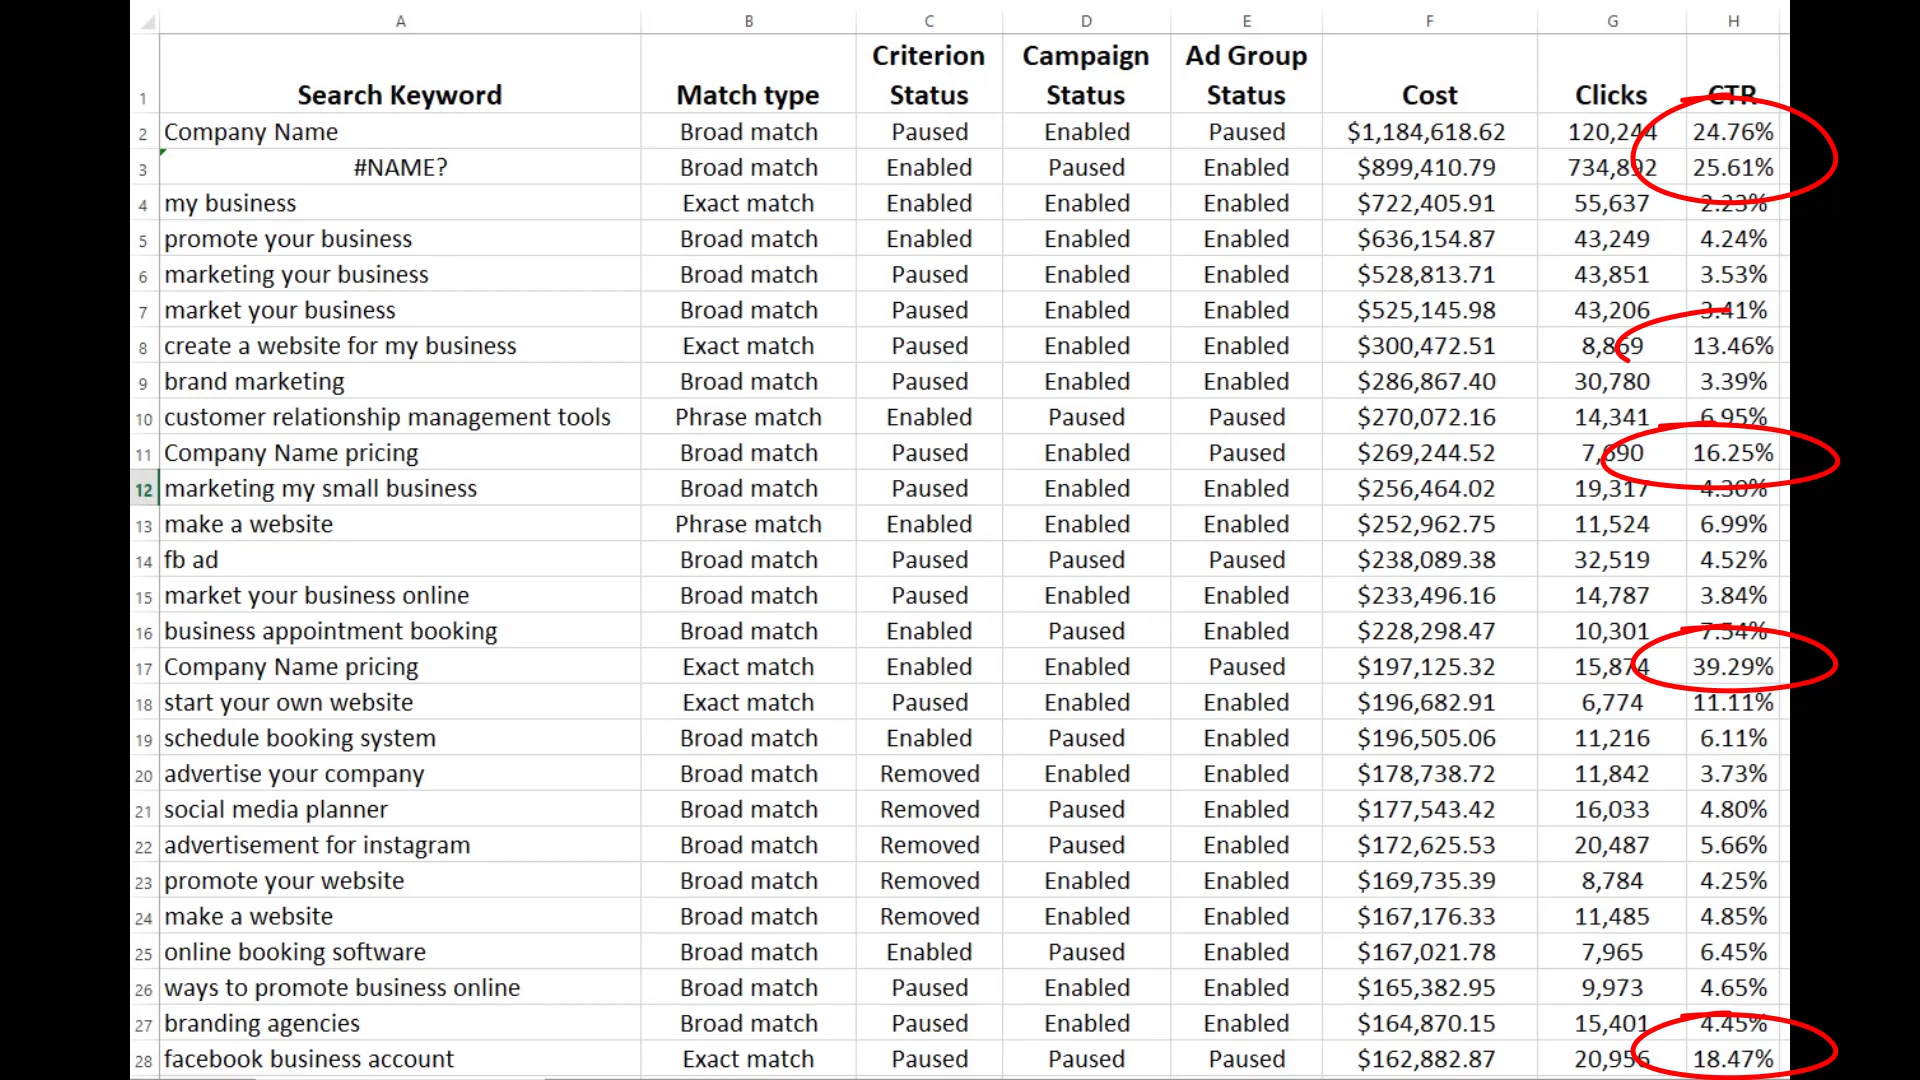 A B C D E F G H
1 Search Keyword Match type Criterion Status Campaign Status Ad Group Status Cost Clicks CTR
2 Company Name Broad match Paused Enabled Paused $1,184,618.62 120,244 24.76%
3 #NAME? Broad match Enabled Paused Enabled $899,410.79 734,892 25.61%
4 my business Exact match Enabled Enabled Enabled $722,405.91 55,637 2.23%
5 promote your business Broad match Enabled Enabled Enabled $636,154.87 43,249 4.24%
6 marketing your business Broad match Paused Enabled Enabled $528,813.71 43,851 3.53%
7 market your business Broad match Paused Enabled Enabled $525,145.98 43,206 3.41%
8 create a website for my business Exact match Paused Enabled Enabled $300,472.51 8,869 13.46%
9 brand marketing Broad match Paused Enabled Enabled $286,867.40 30,780 3.39%
10 customer relationship management tools Phrase match Enabled Paused Paused $270,072.16 14,341 6.95%
11 Company Name pricing Broad match Paused Enabled Paused $269,244.52 7,690 16.25%
12 marketing my small business Broad match Paused Enabled Enabled $256,464.02 19,317 4.30%
13 make a website Phrase match Enabled Enabled Enabled $252,962.75 11,524 6.99%
14 fb ad Broad match Paused Paused Paused $238,089.38 32,519 4.52%
15 market your business online Broad match Paused Enabled Enabled $233,496.16 14,787 3.84%
16 business appointment booking Broad match Enabled Paused Enabled $228,298.47 10,301 7.54%
17 Company Name pricing Exact match Enabled Enabled Paused $197,125.32 15,874 39.29%
18 start your own website Exact match Paused Enabled Enabled $196,682.91 6,774 11.11%
19 schedule booking system Broad match Enabled Paused Enabled $196,505.06 11,216 6.11%
20 advertise your company Broad match Removed Enabled Enabled $178,738.72 11,842 3.73%
21 social media planner Broad match Removed Paused Enabled $177,543.42 16,033 4.80%
22 advertisement for instagram Broad match Removed Paused Enabled $172,625.53 20,487 5.66%
23 promote your website Broad match Removed Enabled Enabled $169,735.39 8,784 4.25%
24 make a website Broad match Removed Enabled Enabled $167,176.33 11,485 4.85%
25 online booking software Broad match Enabled Paused Enabled $167,021.78 7,965 6.45%
26 ways to promote business online Broad match Paused Enabled Enabled $165,382.95 9,973 4.65%
27 branding agencies Broad match Paused Enabled Enabled $164,870.15 15,401 4.45%
28 facebook business account Exact match Paused Paused Paused $162,882.87 20,956 18.47%